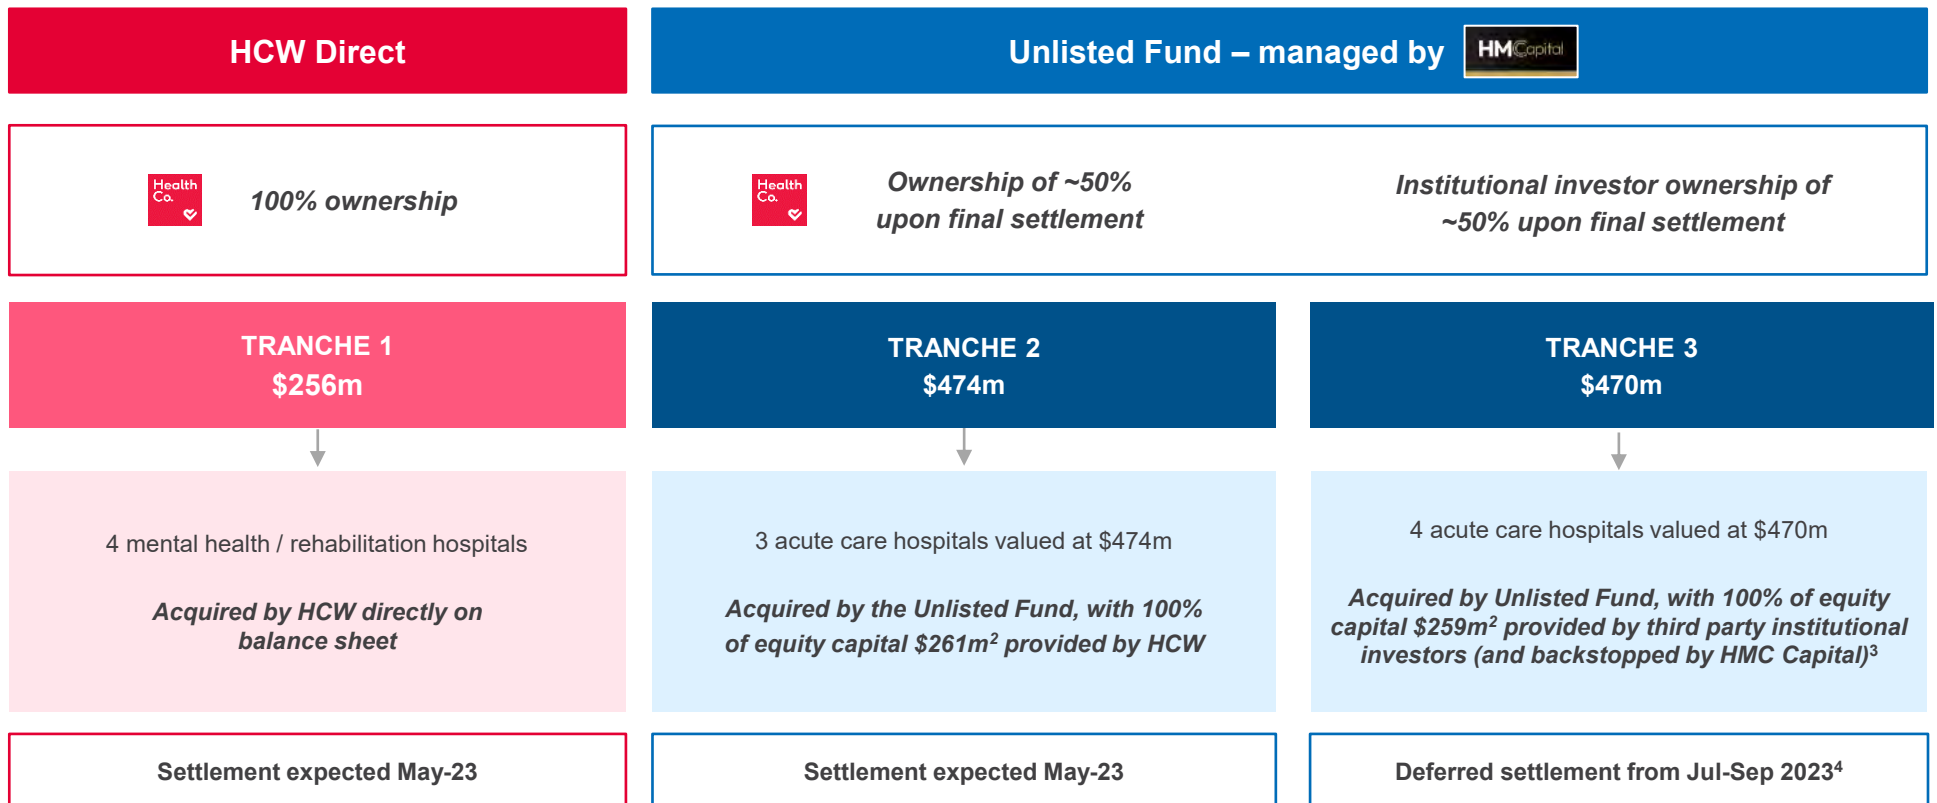 HCW Direct
Unlisted Fund – managed by
HMCapital
Health
Co.
100% ownership
Health
Co.
Ownership of ~50%
upon final settlement
Institutional investor ownership of
~50% upon final settlement
TRANCHE 1
$256m
TRANCHE 2
$474m
TRANCHE 3
$470m
4 mental health / rehabilitation hospitals
Acquired by HCW directly on
balance sheet
3 acute care hospitals valued at $474m
Acquired by the Unlisted Fund, with 100%
of equity capital $261m² provided by HCW
4 acute care hospitals valued at $470m
Acquired by Unlisted Fund, with 100% of equity
capital $259m² provided by third party institutional
investors (and backstopped by HMC Capital)³
Settlement expected May-23
Settlement expected May-23
Deferred settlement from Jul-Sep 2023⁴